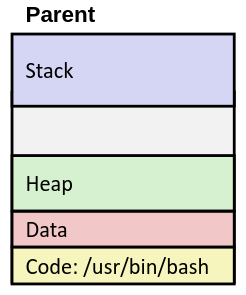 Parent
Stack
Heap
Data
Code: /usr/bin/bash